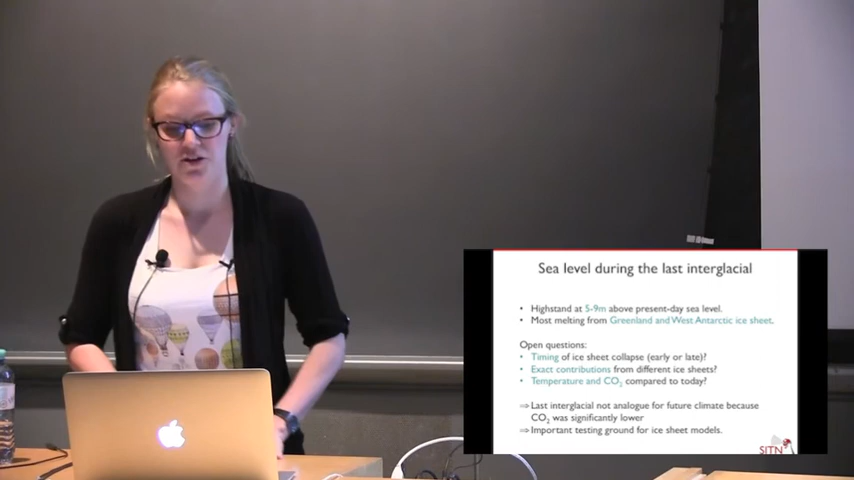 Sea level during the last interglacial
• Highstand at 5-9m above present-day sea level.
• Most melting from Greenland and West Antarctic ice sheet.
Open questions:
• Timing of ice sheet collapse (early or late)?
• Exact contributions from different ice sheets?
• Temperature and CO₂ compared to today?
⇒ Last interglacial not analogue for future climate because
CO₂ was significantly lower
⇒ Important testing ground for ice sheet models.
SITN